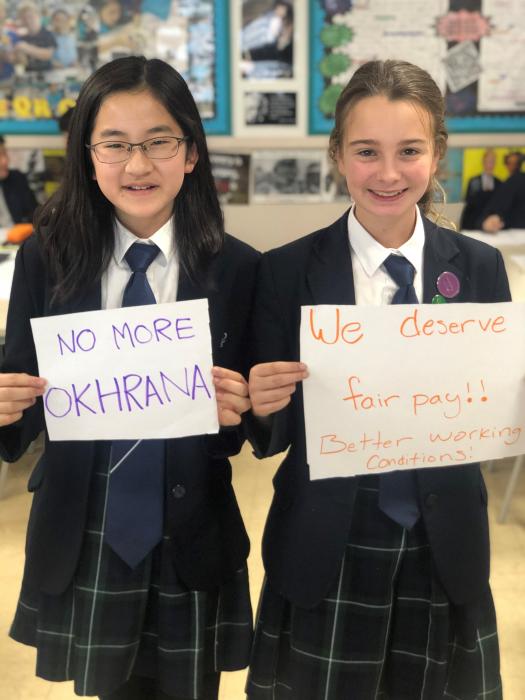 NO MORE
OKHRANA
We deserve
fair pay!!
Better working
Conditions!